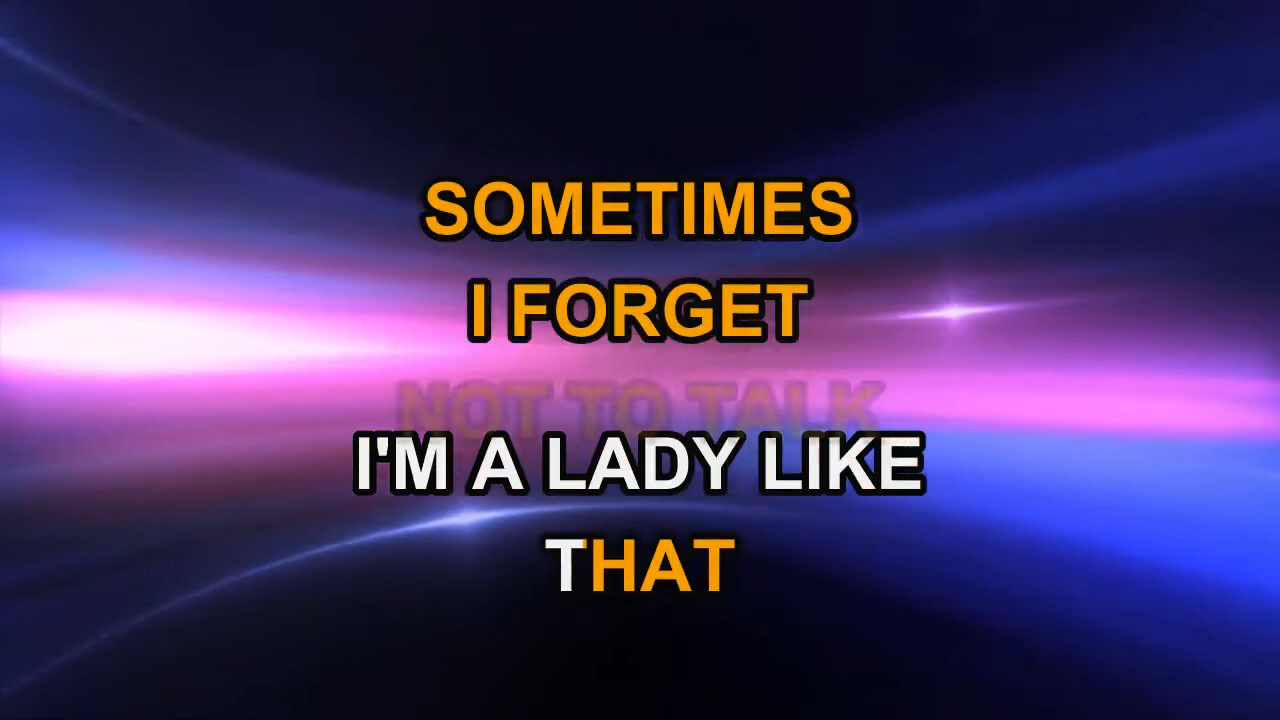 SOMETIMES
I FORGET
NOT TO TALK
I'M A LADY LIKE
THAT